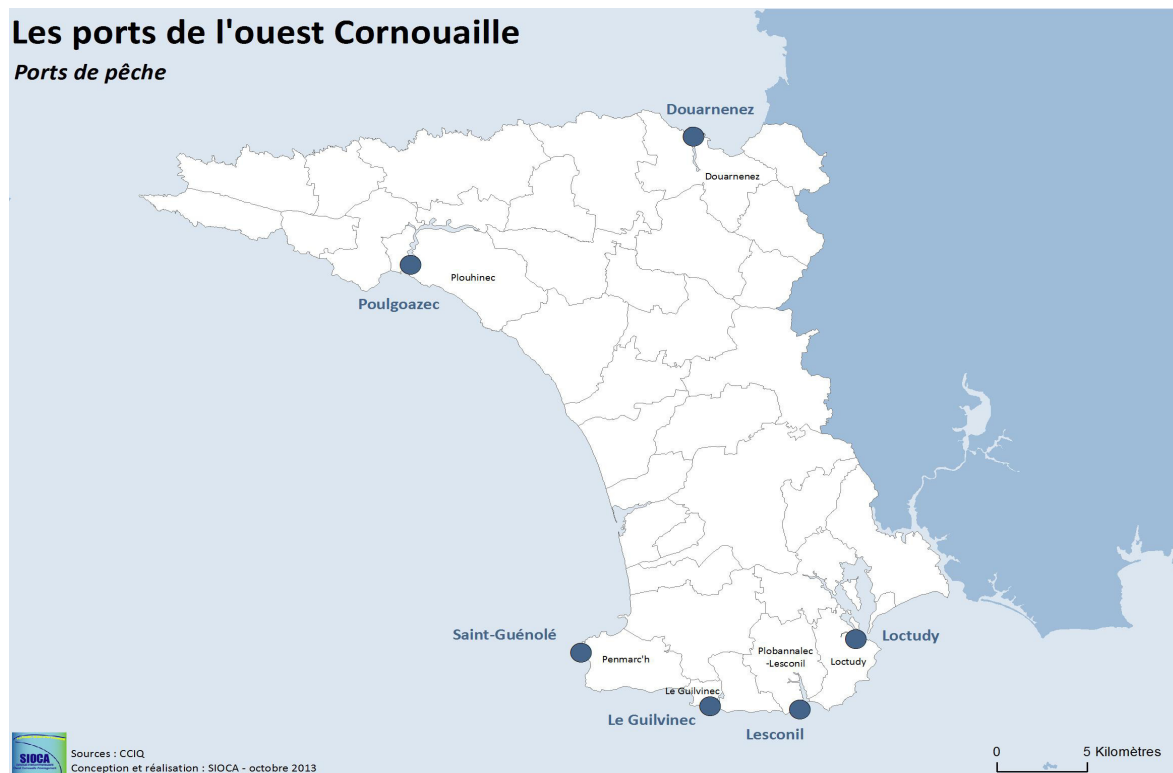 Les ports de l'ouest Cornouaille
Ports de pêche
Douarnenez
Douarnenez
Plouhinec
Poulgoazec
Saint-Guénolé
Penmarc'h
Plobannalec
-Lesconil
Loctudy
Loctudy
Le Guilvinec
Le Guilvinec
Lesconil
SIOCA
Sources : CCIQ
Conception et réalisation : SIOCA - octobre 2013
0 5 Kilomètres